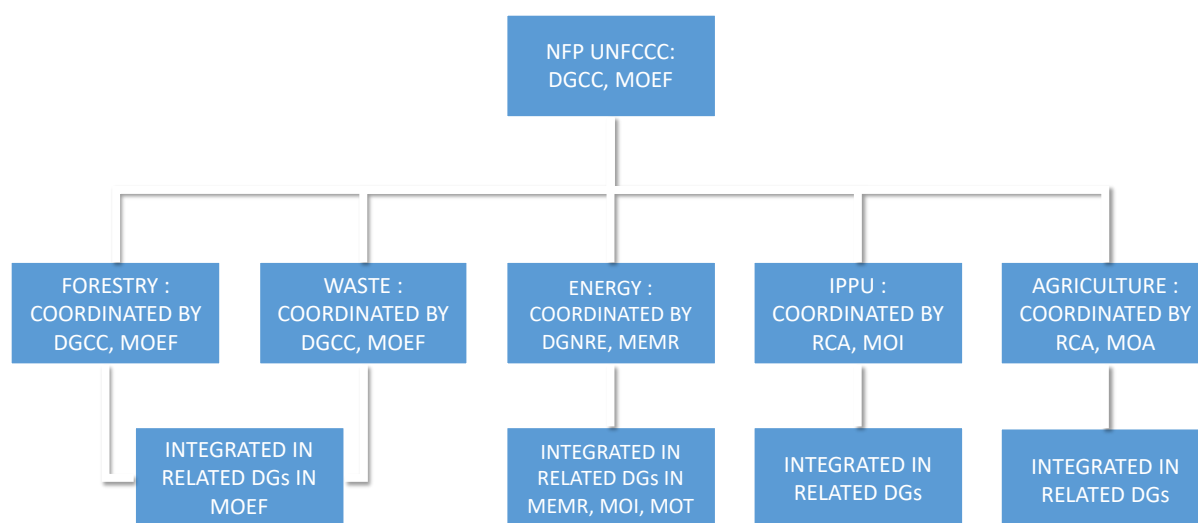 NFP UNFCCC:
DGCC, MOEF
FORESTRY :
COORDINATED BY
DGCC, MOEF
WASTE :
COORDINATED BY
DGCC, MOEF
ENERGY :
COORDINATED BY
DGNRE, MEMR
IPPU :
COORDINATED BY
RCA, MOI
AGRICULTURE :
COORDINATED BY
RCA, MOA
INTEGRATED IN
RELATED DGs IN
MOEF
INTEGRATED IN
RELATED DGs IN
MEMR, MOI, MOT
INTEGRATED IN
RELATED DGs
INTEGRATED IN
RELATED DGs